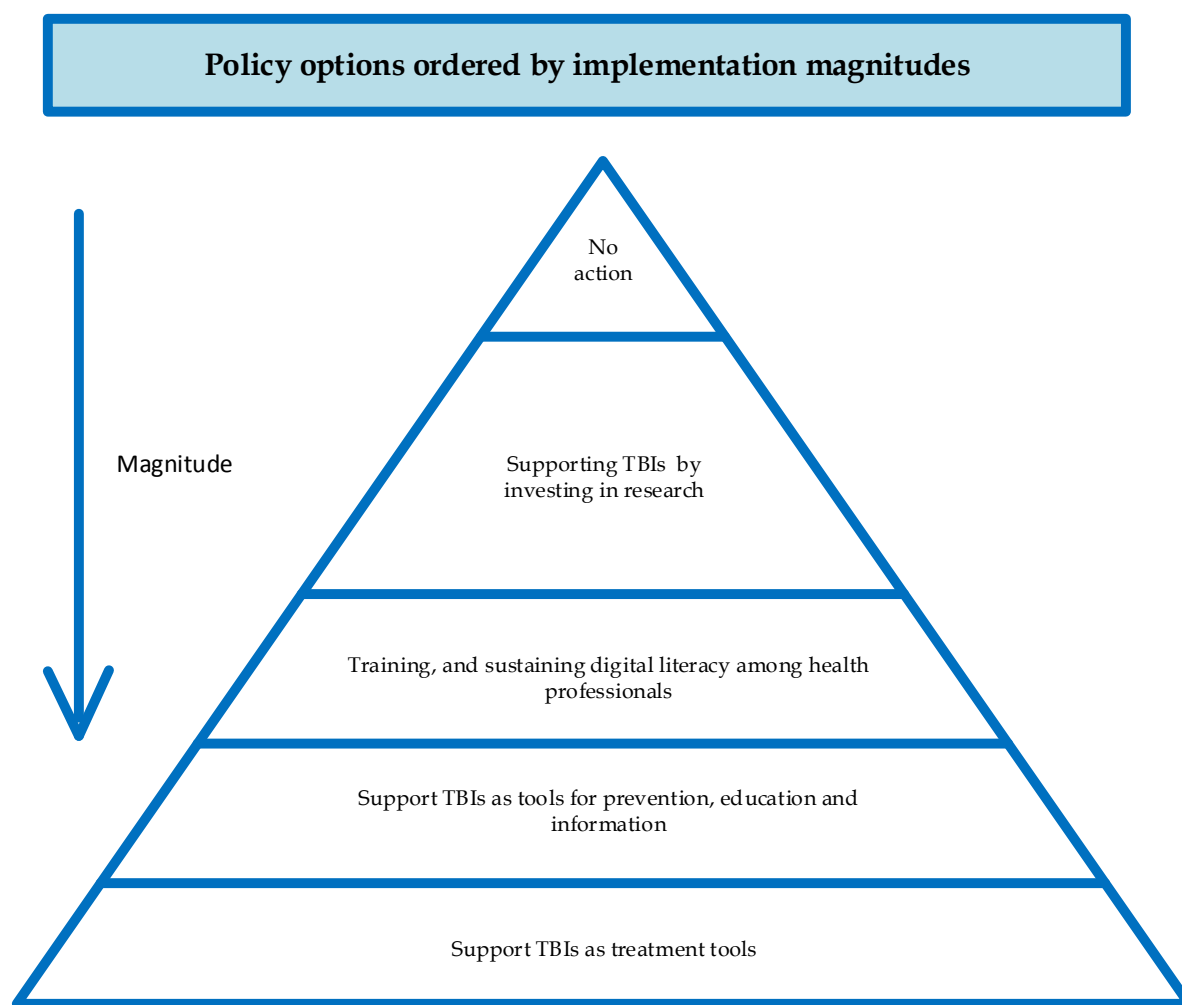 Policy options ordered by implementation magnitudes
No
action
Magnitude
Supporting TBIs by
investing in research
Training, and sustaining digital literacy among health
professionals
Support TBIs as tools for prevention, education and
information
Support TBIs as treatment tools